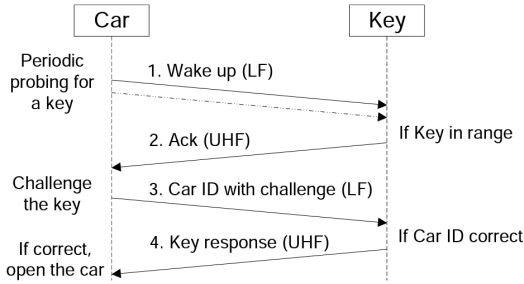 Car
Key
Periodic
probing for
a key
1. Wake up (LF)
2. Ack (UHF)
If Key in range
Challenge
the key
3. Car ID with challenge (LF)
If Car ID correct
4. Key response (UHF)
If correct,
open the car